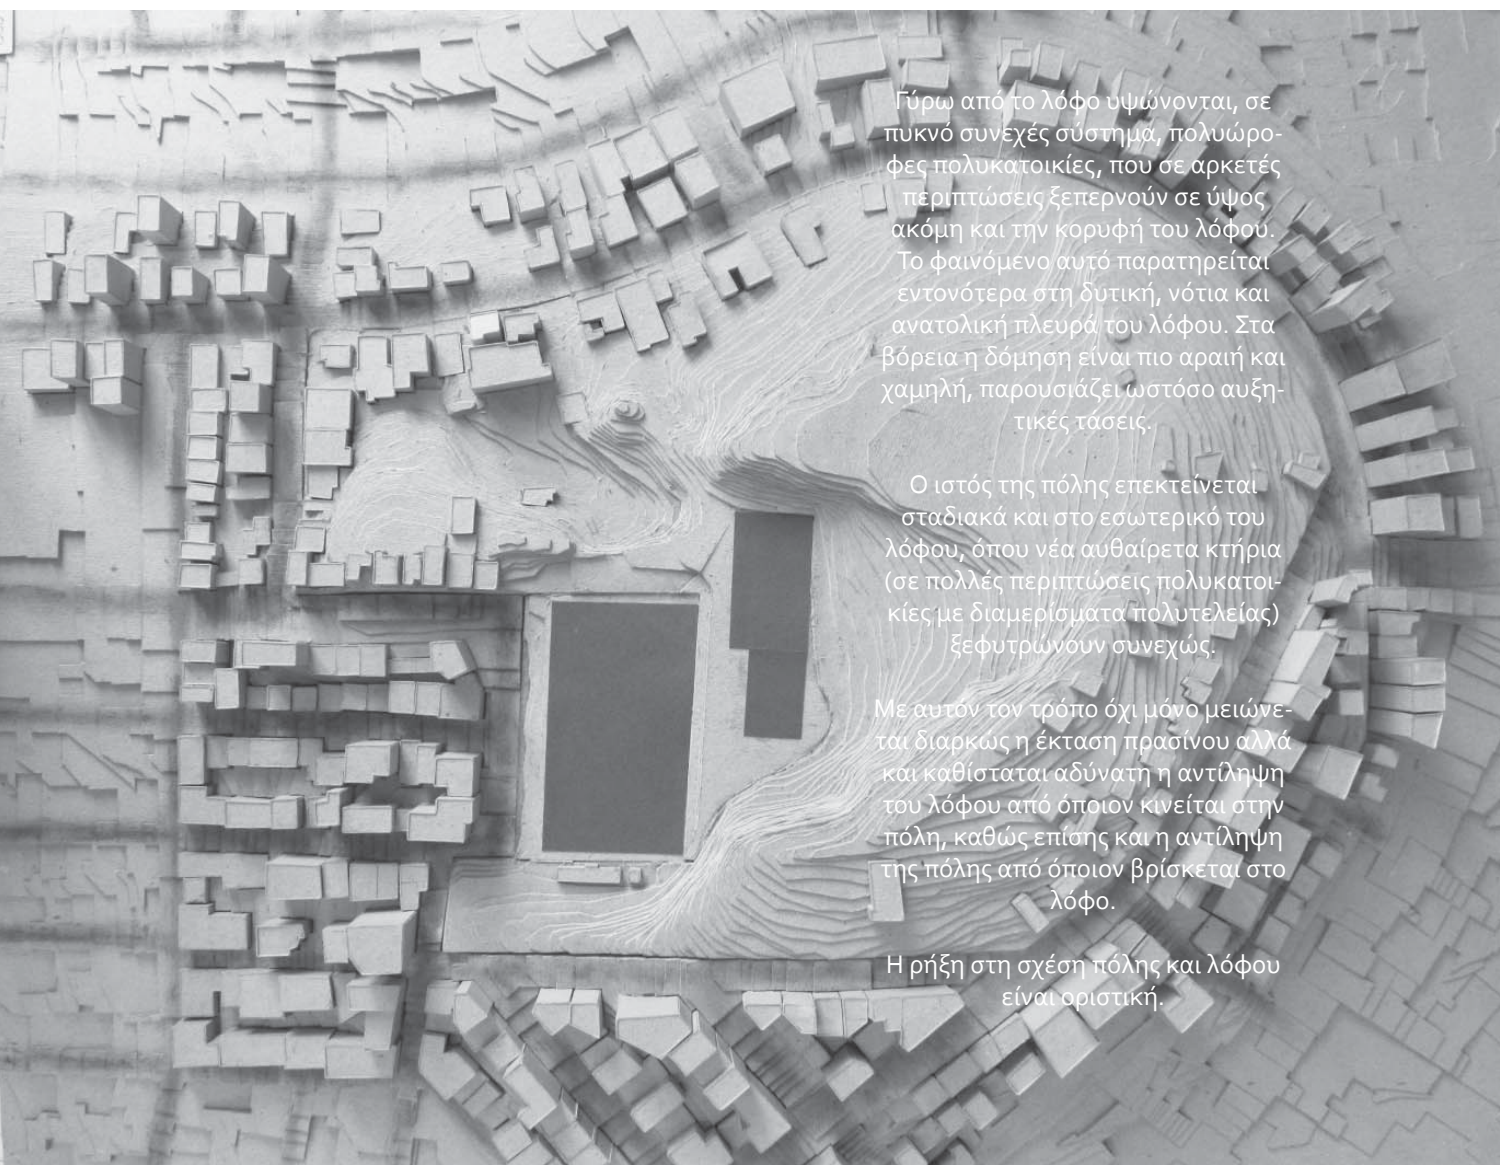 Γύρω από το λόφο υψώνονται, σε
πυκνό συνεχές σύστημα, πολυώρο-
φες πολυκατοικίες, που σε αρκετές
περιπτώσεις ξεπερνούν σε ύψος
ακόμη και την κορυφή του λόφου.
Το φαινόμενο αυτό παρατηρείται
εντονότερα στη δυτική, νότια και
ανατολική πλευρά του λόφου. Στα
βόρεια η δόμηση είναι πιο αραιή και
χαμηλή, παρουσιάζει ωστόσο αυξη-
τικές τάσεις.
Ο ιστός της πόλης επεκτείνεται
σταδιακά και στο εσωτερικό του
λόφου, όπου νέα αυθαίρετα κτήρια
(σε πολλές περιπτώσεις πολυκατοι-
κίες με διαμερίσματα πολυτελείας)
ξεφυτρώνουν συνεχώς.
Με αυτόν τον τρόπο όχι μόνο μειώνε-
ται διαρκώς η έκταση πρασίνου αλλά
και καθίσταται αδύνατη η αντίληψη
του λόφου από όποιον κινείται στην
πόλη, καθώς επίσης και η αντίληψη
της πόλης από όποιον βρίσκεται στο
λόφο.
Η ρήξη στη σχέση πόλης και λόφου
είναι οριστική.